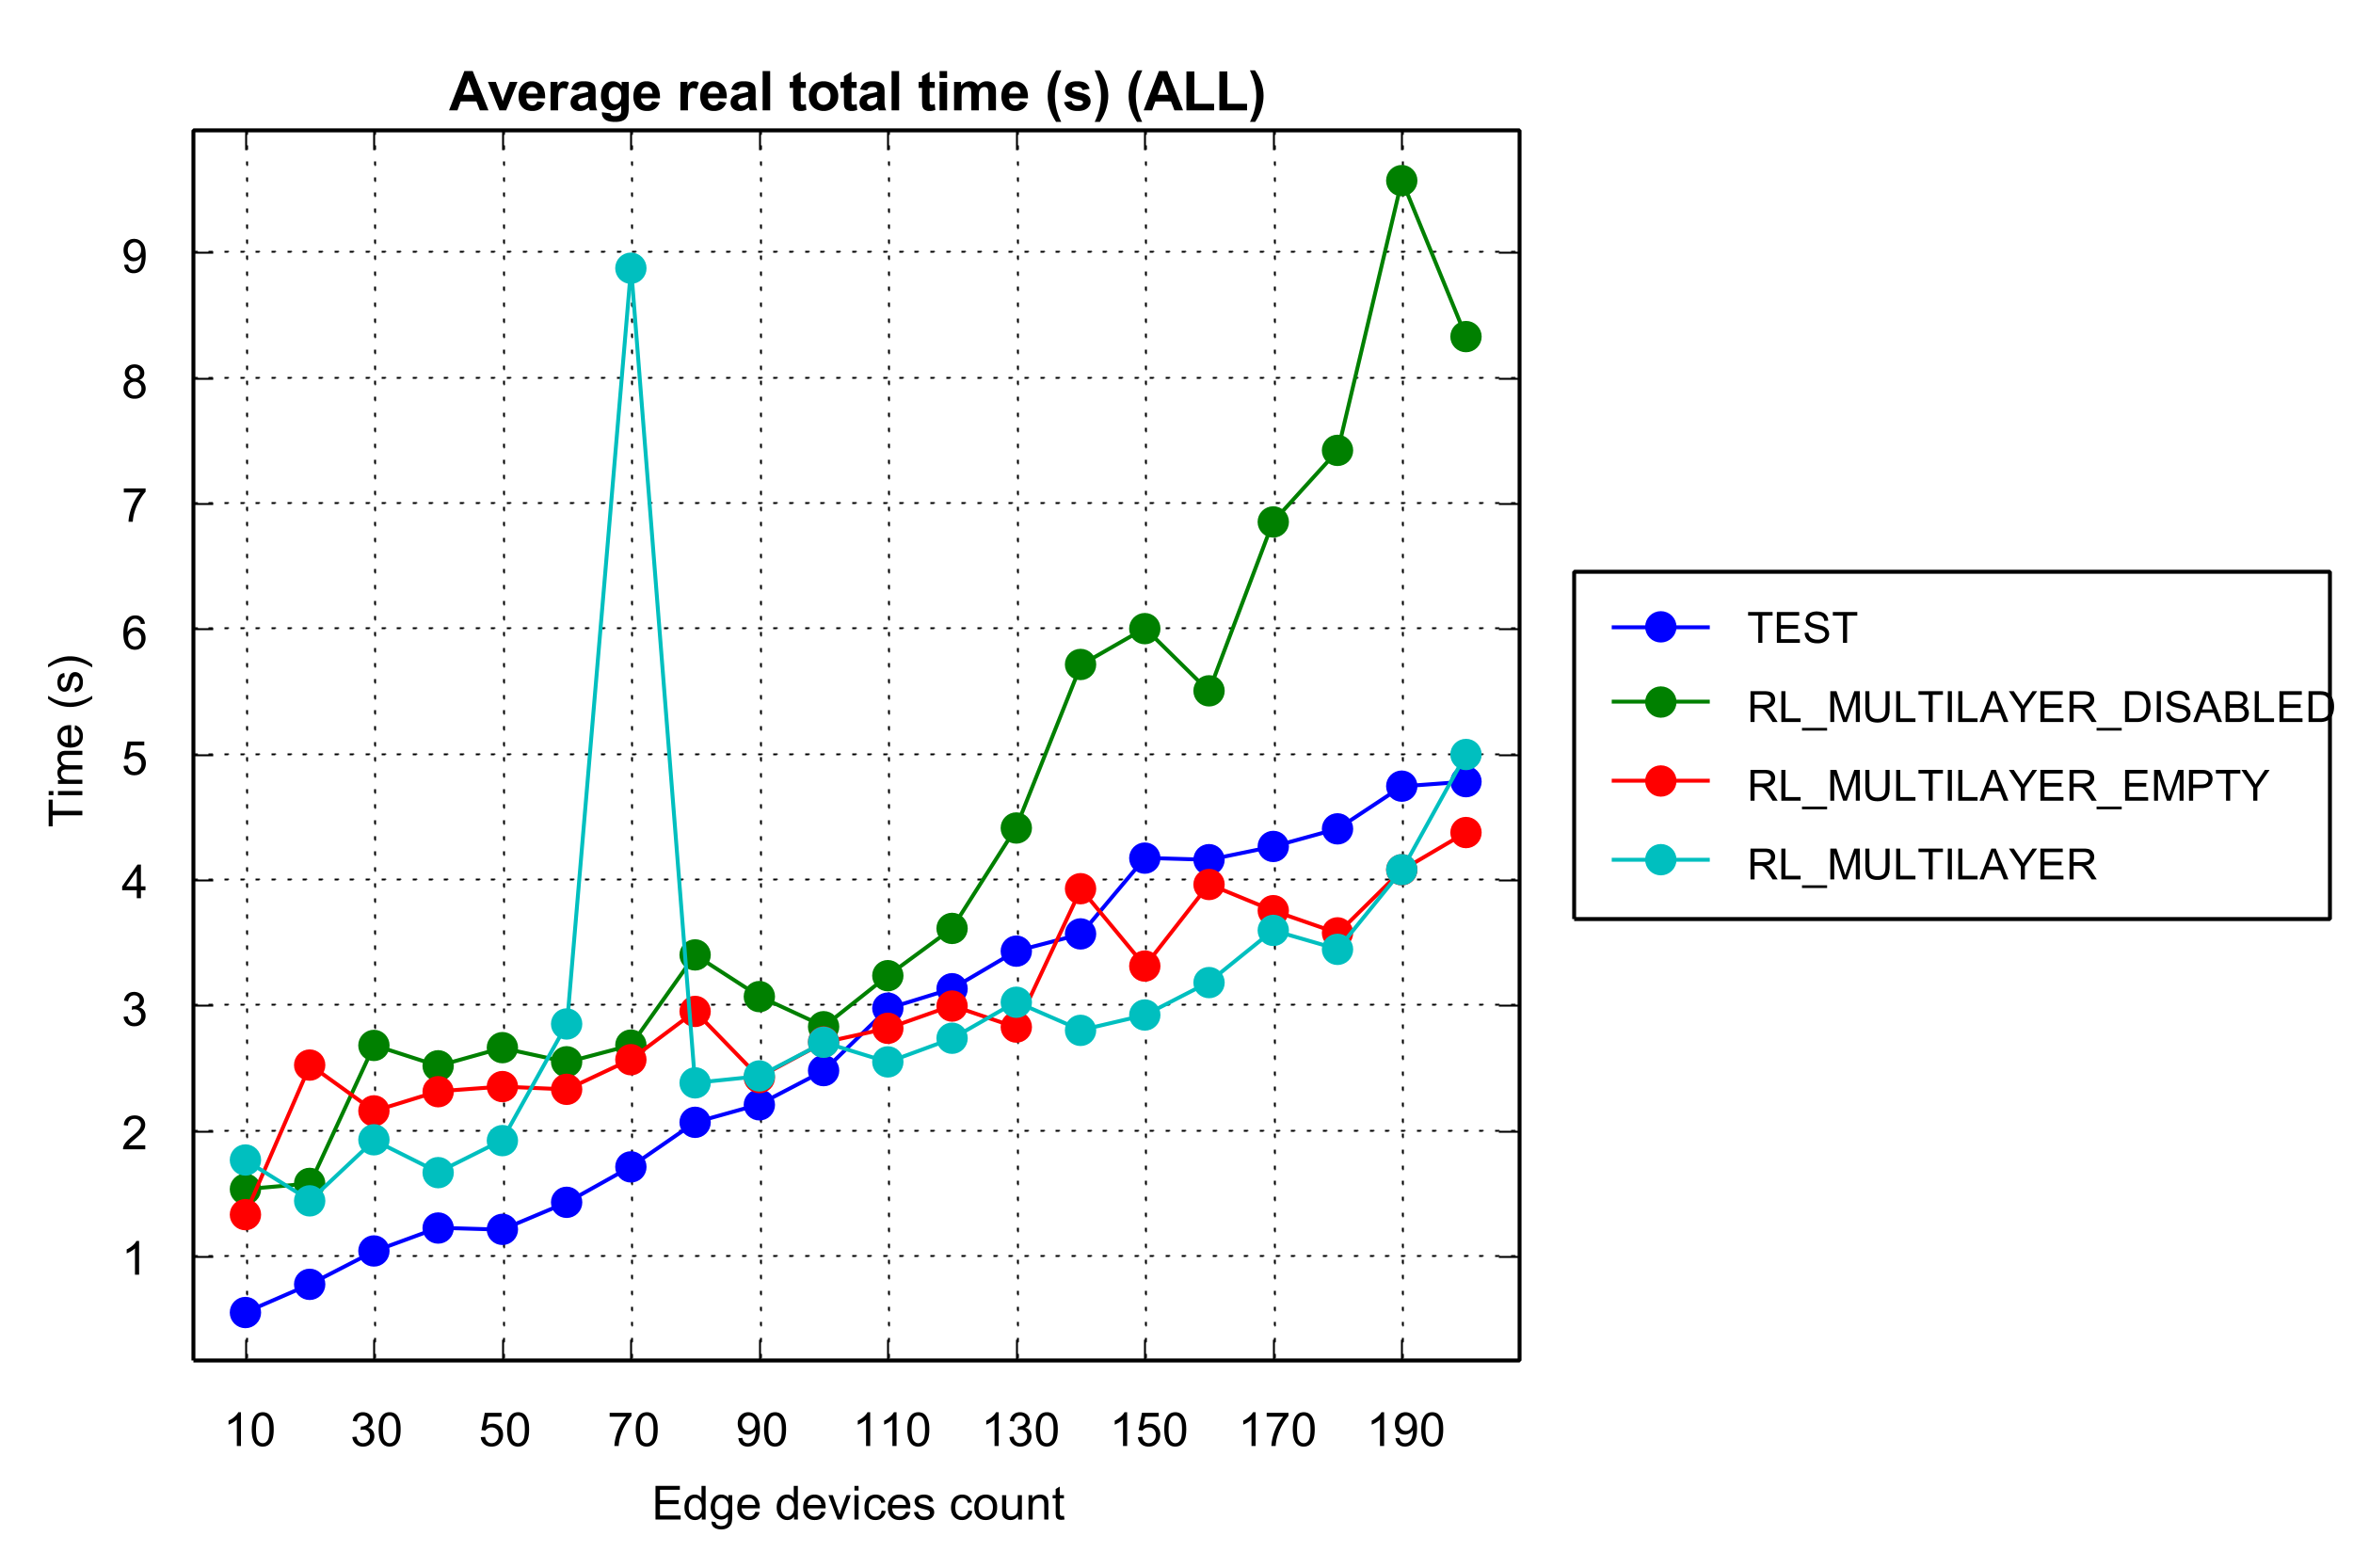 Average real total time (s) (ALL)
9
8
7
6
5
4
3
2
1
Time (s)
10 30 50 70 90 110 130 150 170 190
Edge devices count
TEST
RL_MULTILAYER_DISABLED
RL_MULTILAYER_EMPTY
RL_MULTILAYER